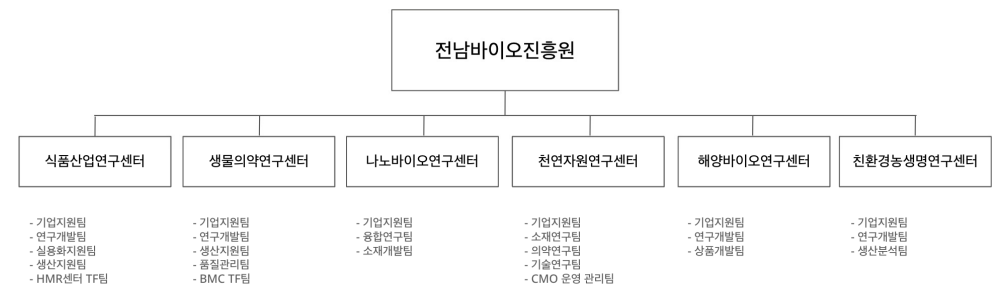 전남바이오진흥원
식품산업연구센터
생물의약연구센터
나노바이오연구센터
천연자원연구센터
해양바이오연구센터
친환경농생명연구센터
- 기업지원팀
- 연구개발팀
- 실용화지원팀
- 생산지원팀
- HMR센터 TF팀
- 기업지원팀
- 연구개발팀
- 생산지원팀
- 품질관리팀
- BMC TF팀
- 기업지원팀
- 융합연구팀
- 소재개발팀
- 기업지원팀
- 소재연구팀
- 의약연구팀
- 기술연구팀
- CMO 운영 관리팀
- 기업지원팀
- 연구개발팀
- 상품개발팀
- 기업지원팀
- 연구개발팀
- 생산분석팀